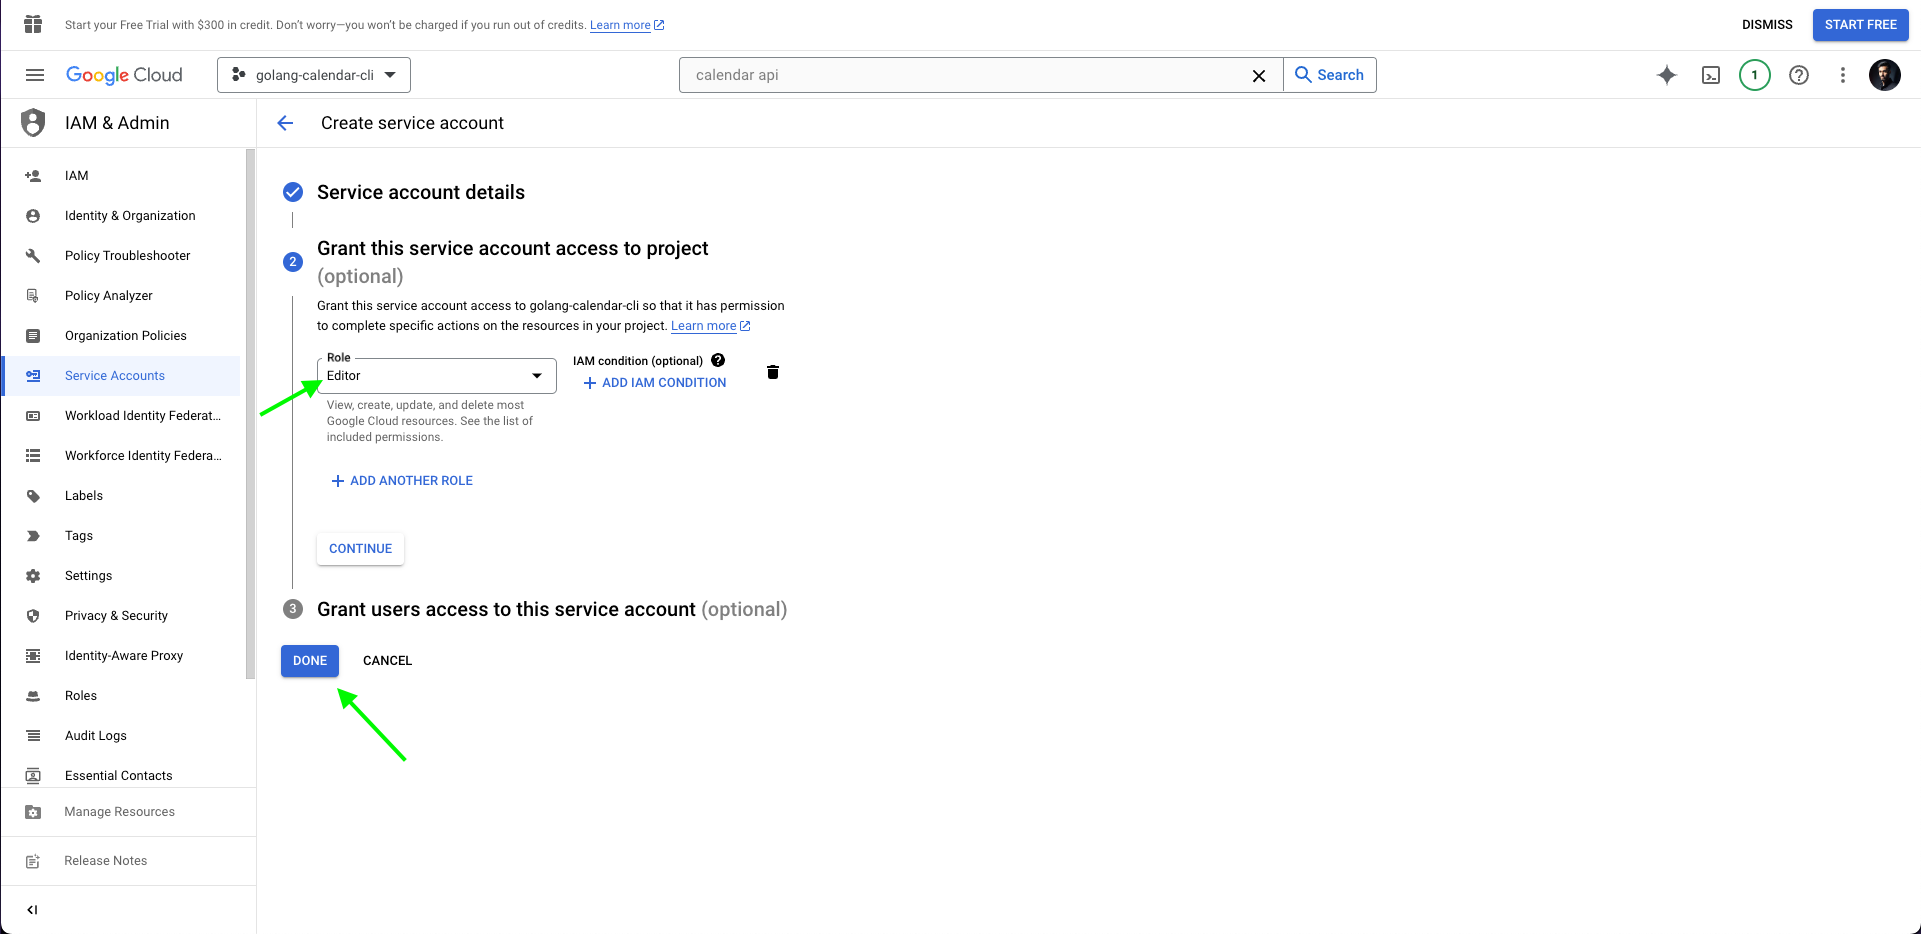 Start your Free Trial with $300 in credit. Don't worry—you won't be charged if you run out of credits. Learn more
DISMISS
START FREE
Google Cloud
golang-calendar-cli
calendar api
Search
1
IAM & Admin
Create service account
IAM
Identity & Organization
Policy Troubleshooter
Policy Analyzer
Organization Policies
Service Accounts
Workload Identity Federat...
Workforce Identity Federa...
Labels
Tags
Settings
Privacy & Security
Identity-Aware Proxy
Roles
Audit Logs
Essential Contacts
Manage Resources
Release Notes
Service account details
2
Grant this service account access to project
(optional)
Grant this service account access to golang-calendar-cli so that it has permission
to complete specific actions on the resources in your project. Learn more
Role
Editor
IAM condition (optional)
ADD IAM CONDITION
View, create, update, and delete most
Google Cloud resources. See the list of
included permissions.
ADD ANOTHER ROLE
CONTINUE
3
Grant users access to this service account (optional)
DONE
CANCEL